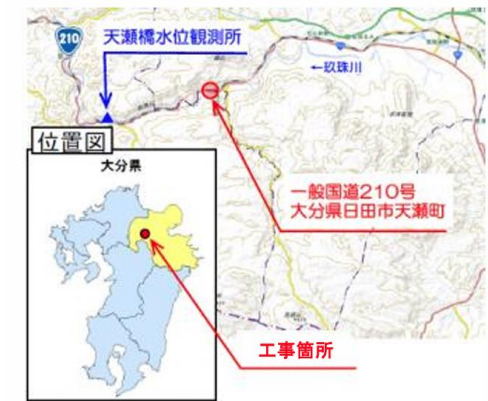 210
天瀬橋水位観測所
←玖珠川
位置図
大分県
一般国道210号
大分県日田市天瀬町
工事箇所